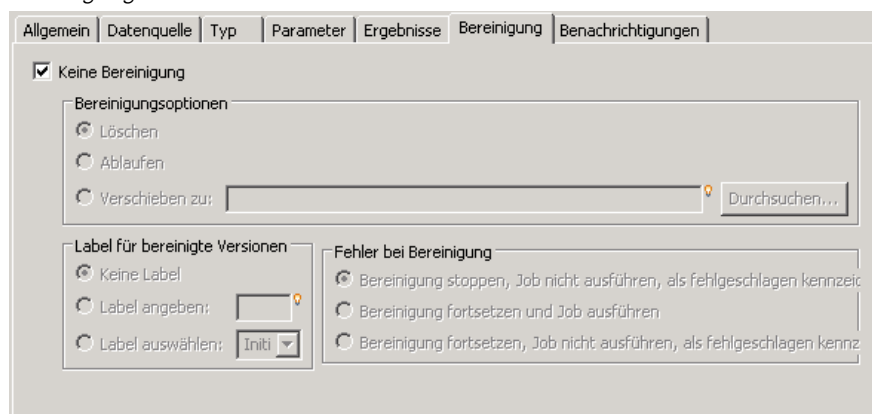 Allgemein Datenquelle Typ Parameter Ergebnisse Bereinigung Benachrichtigungen
Keine Bereinigung
Bereinigungsoptionen
Löschen
Ablaufen
Verschieben zu: Durchsuchen...
Label für bereinigte Versionen
Keine Label
Label angeben:
Label auswählen: Initi
Fehler bei Bereinigung
Bereinigung stoppen, Job nicht ausführen, als fehlgeschlagen kennzeic
Bereinigung fortsetzen und Job ausführen
Bereinigung fortsetzen, Job nicht ausführen, als fehlgeschlagen kennz